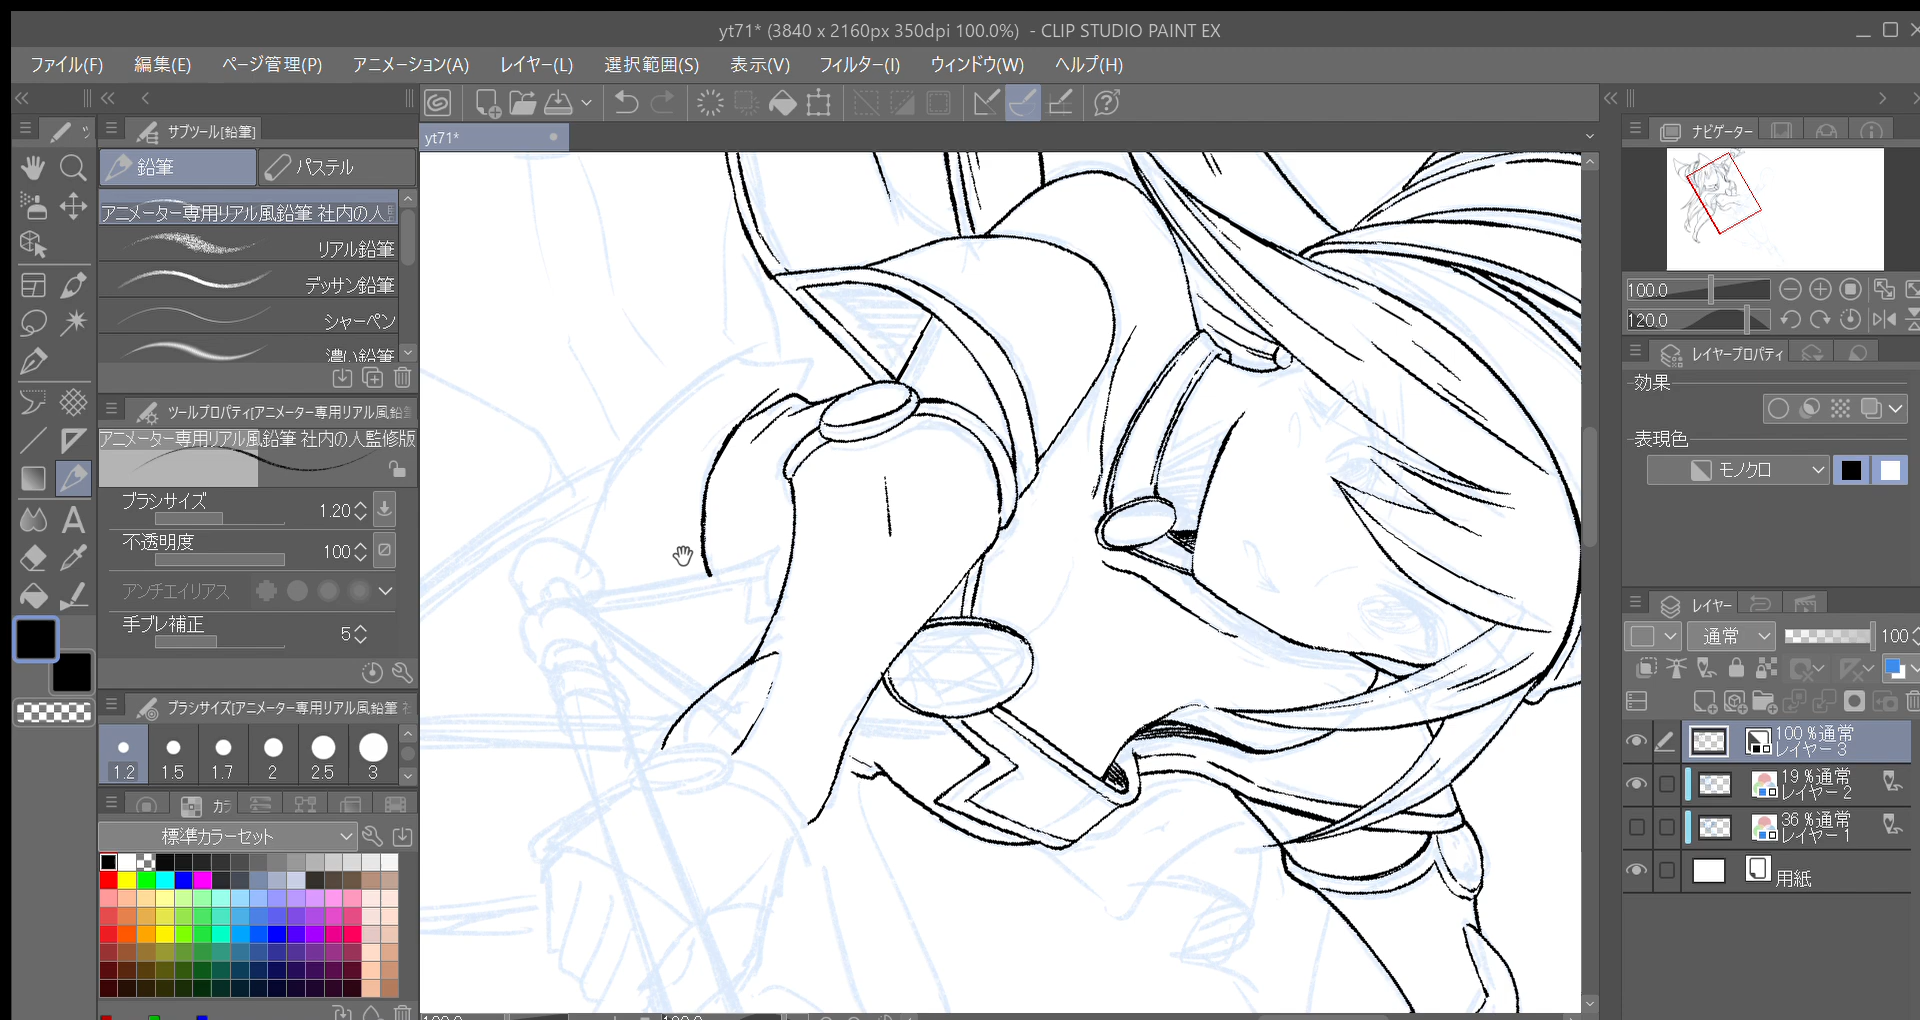 yt71* (3840 x 2160px 350dpi 100.0%) - CLIP STUDIO PAINT EX
ファイル(F) 編集(E) ページ管理(P) アニメーション(A) レイヤー(L) 選択範囲(S) 表示(V) フィルター(I) ウィンドウ(W) ヘルプ(H)
yt71*
サブツール[鉛筆]
鉛筆 パステル
アニメーター専用リアル風鉛筆 社内の人
リアル鉛筆
デッサン鉛筆
シャーペン
濃い鉛筆
ツールプロパティ[アニメーター専用リアル風鉛筆
アニメーター専用リアル風鉛筆 社内の人監修版
ブラシサイズ 1.20
不透明度 100
アンチエイリアス
手ブレ補正 5
ブラシサイズ[アニメーター専用リアル風鉛筆
1.2 1.5 1.7 2 2.5 3
カラ
標準カラーセット
ナビゲーター
100.0
120.0
レイヤープロパティ
効果
表現色
モノクロ
レイヤー
通常 100
100 %通常
レイヤー 3
19 %通常
レイヤー 2
36 %通常
レイヤー 1
用紙
100.0 180.0